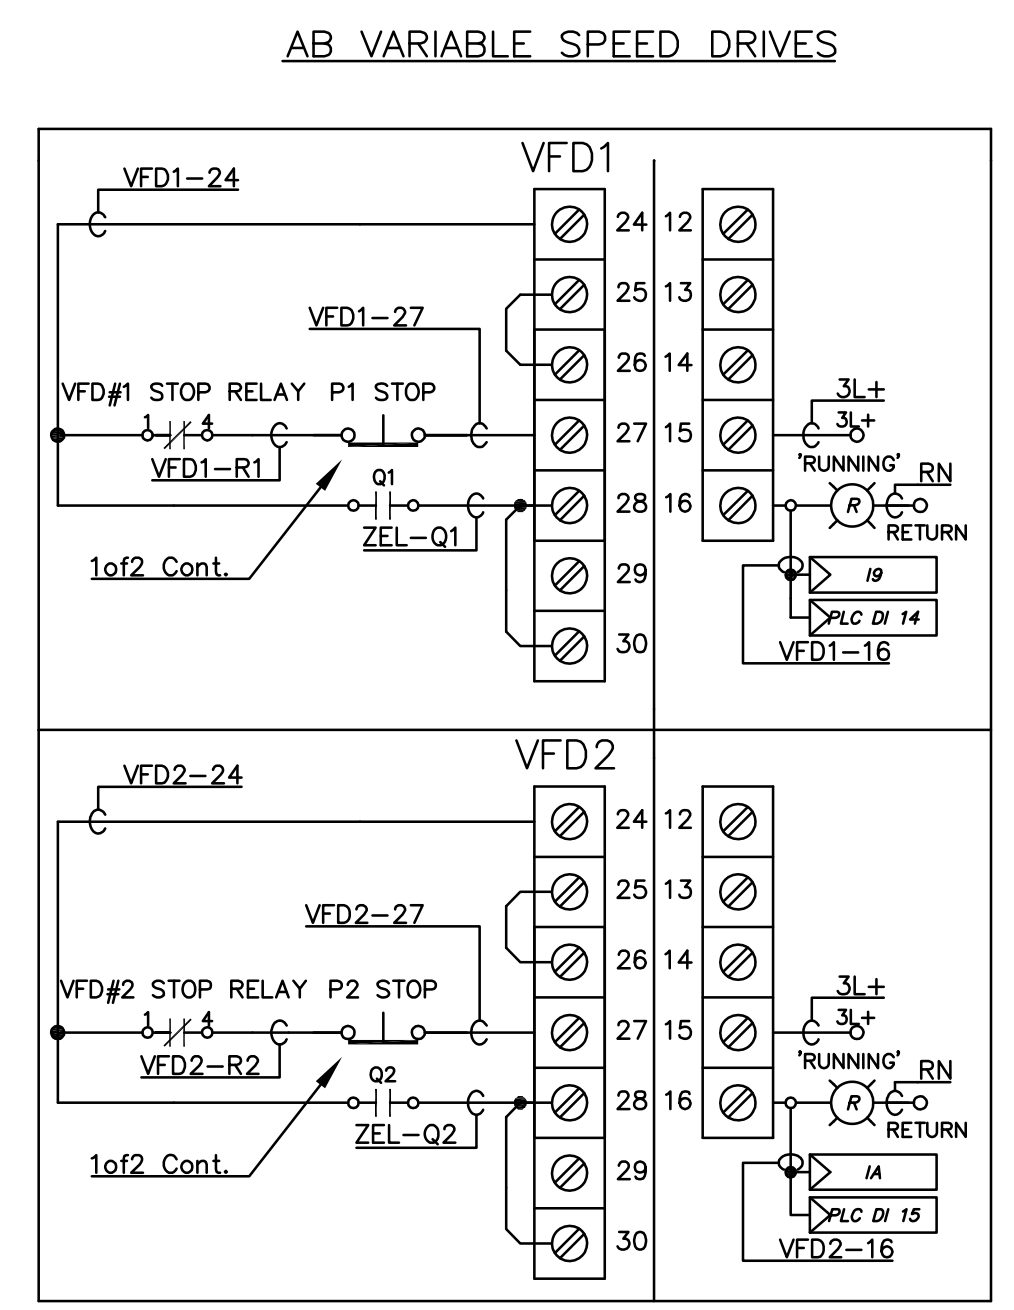 AB VARIABLE SPEED DRIVES
VFD1
VFD1-24
24 12
25 13
VFD1-27
26 14
3L+
VFD#1 STOP RELAY P1 STOP
1 4
27 15
3L+
VFD1-R1
'RUNNING'
RN
Q1
28 16
R
RETURN
ZEL-Q1
1of2 Cont.
29
I9
PLC DI 14
30
VFD1-16
VFD2
VFD2-24
24 12
25 13
VFD2-27
26 14
3L+
VFD#2 STOP RELAY P2 STOP
1 4
27 15
3L+
VFD2-R2
'RUNNING'
RN
Q2
28 16
R
RETURN
ZEL-Q2
1of2 Cont.
29
IA
PLC DI 15
30
VFD2-16